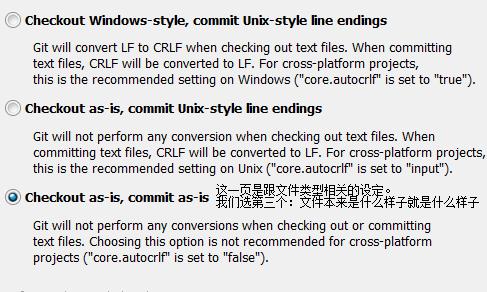 Checkout Windows-style, commit Unix-style line endings
Git will convert LF to CRLF when checking out text files. When committing
text files, CRLF will be converted to LF. For cross-platform projects,
this is the recommended setting on Windows ("core.autocrlf" is set to "true").
Checkout as-is, commit Unix-style line endings
Git will not perform any conversion when checking out text files. When
committing text files, CRLF will be converted to LF. For cross-platform projects,
this is the recommended setting on Unix ("core.autocrlf" is set to "input").
Checkout as-is, commit as-is
这一页是跟文件类型相关的设定。
我们选第三个：文件本来是什么样子就是什么样子
Git will not perform any conversions when checking out or committing
text files. Choosing this option is not recommended for cross-platform
projects ("core.autocrlf" is set to "false").